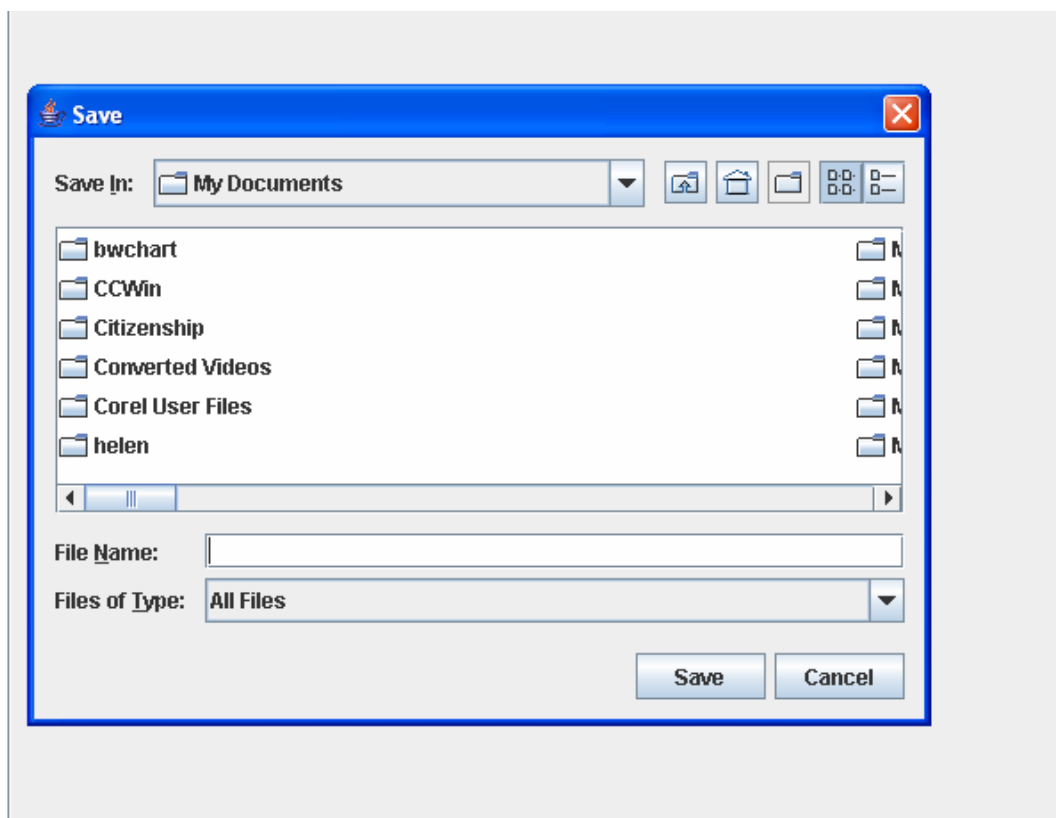 Save
Save In: My Documents
bwchart
CCWin
Citizenship
Converted Videos
Corel User Files
helen
File Name:
Files of Type: All Files
Save Cancel